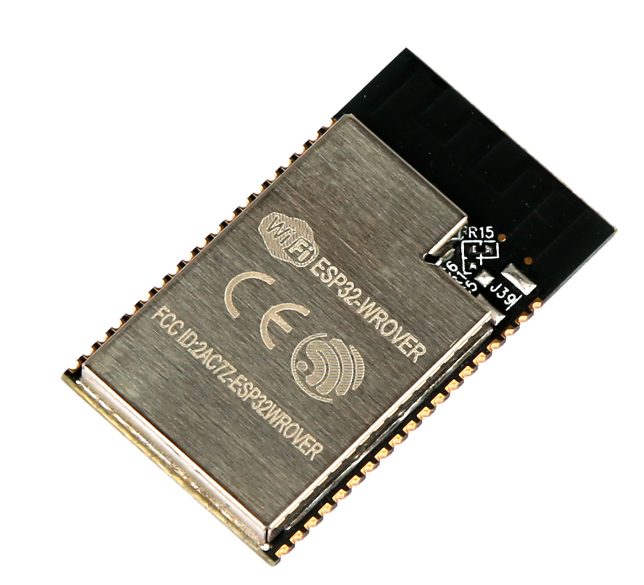 WiFi
ESP32-WROVER
CE
FCC ID:2AC7Z-ESP32WROVER
R15
J39